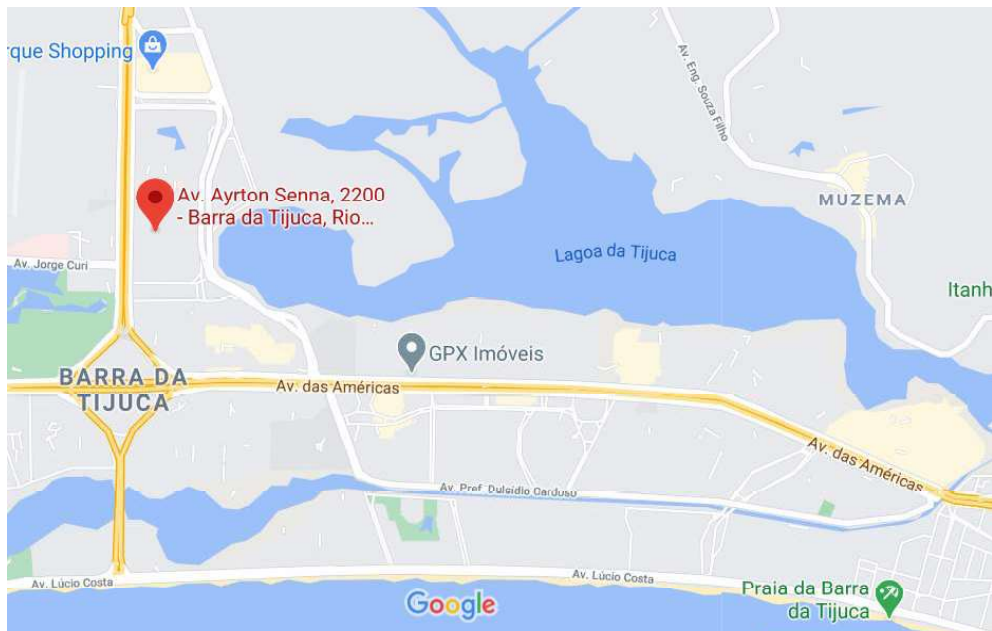 rque Shopping
Av. Eng. Souza Filho
Av. Ayrton Senna, 2200
- Barra da Tijuca, Rio...
MUZEMA
Lagoa da Tijuca
Av. Jorge Curi
Itanh
GPX Imóveis
BARRA DA
TIJUCA
Av. das Américas
Av. das Américas
Av. Pref. Dulcídio Cardoso
Av. Lúcio Costa
Av. Lúcio Costa
Praia da Barra
da Tijuca
Google